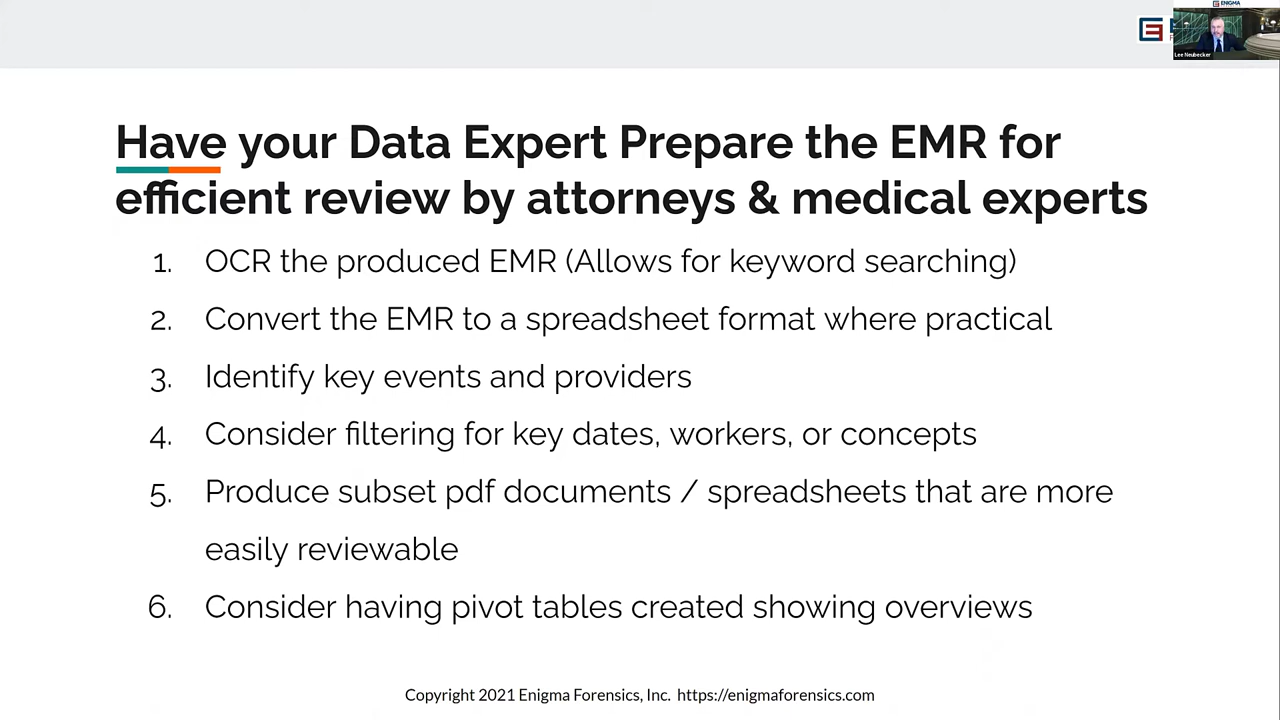 ENIGMA
Lee Neubecker
Have your Data Expert Prepare the EMR for
efficient review by attorneys & medical experts
1. OCR the produced EMR (Allows for keyword searching)
2. Convert the EMR to a spreadsheet format where practical
3. Identify key events and providers
4. Consider filtering for key dates, workers, or concepts
5. Produce subset pdf documents / spreadsheets that are more
easily reviewable
6. Consider having pivot tables created showing overviews
Copyright 2021 Enigma Forensics, Inc. https://enigmaforensics.com